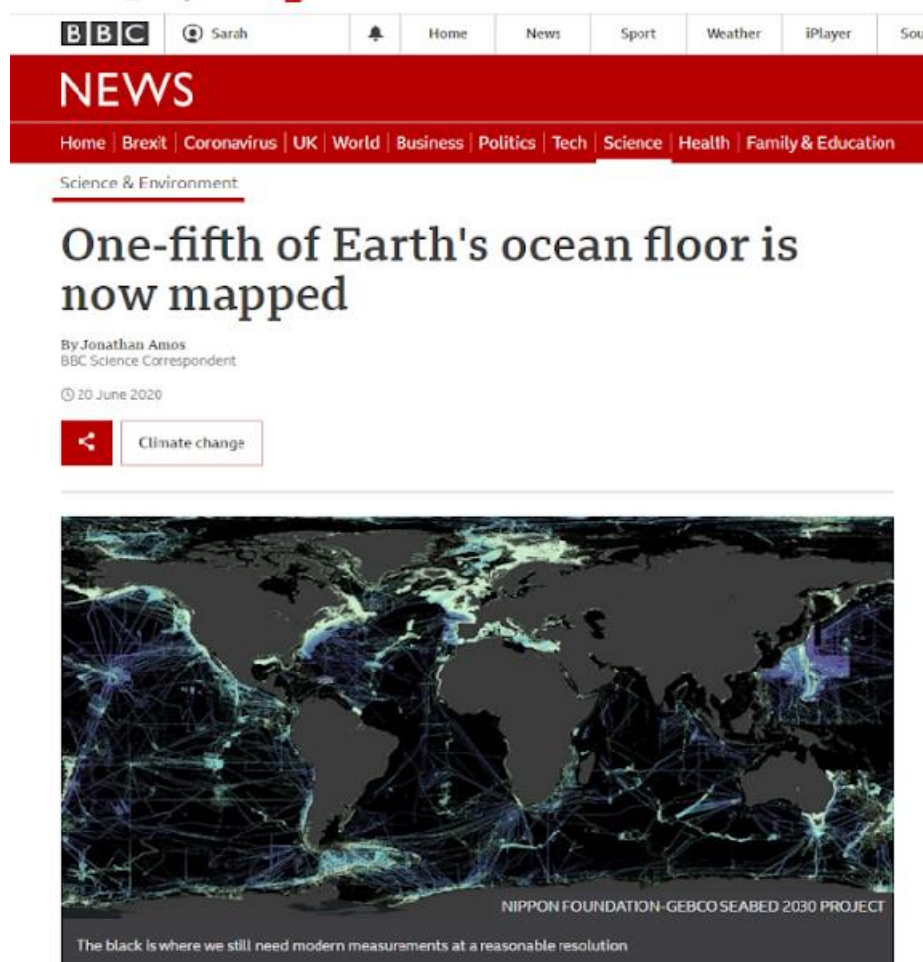 BBC Sarah Home News Sport Weather iPlayer Sou
NEWS
Home Brexit Coronavirus UK World Business Politics Tech Science Health Family & Education
Science & Environment
One-fifth of Earth's ocean floor is
now mapped
By Jonathan Amos
BBC Science Correspondent
20 June 2020
Climate change
NIPPON FOUNDATION-GEBCO SEABED 2030 PROJECT
The black is where we still need modern measurements at a reasonable resolution